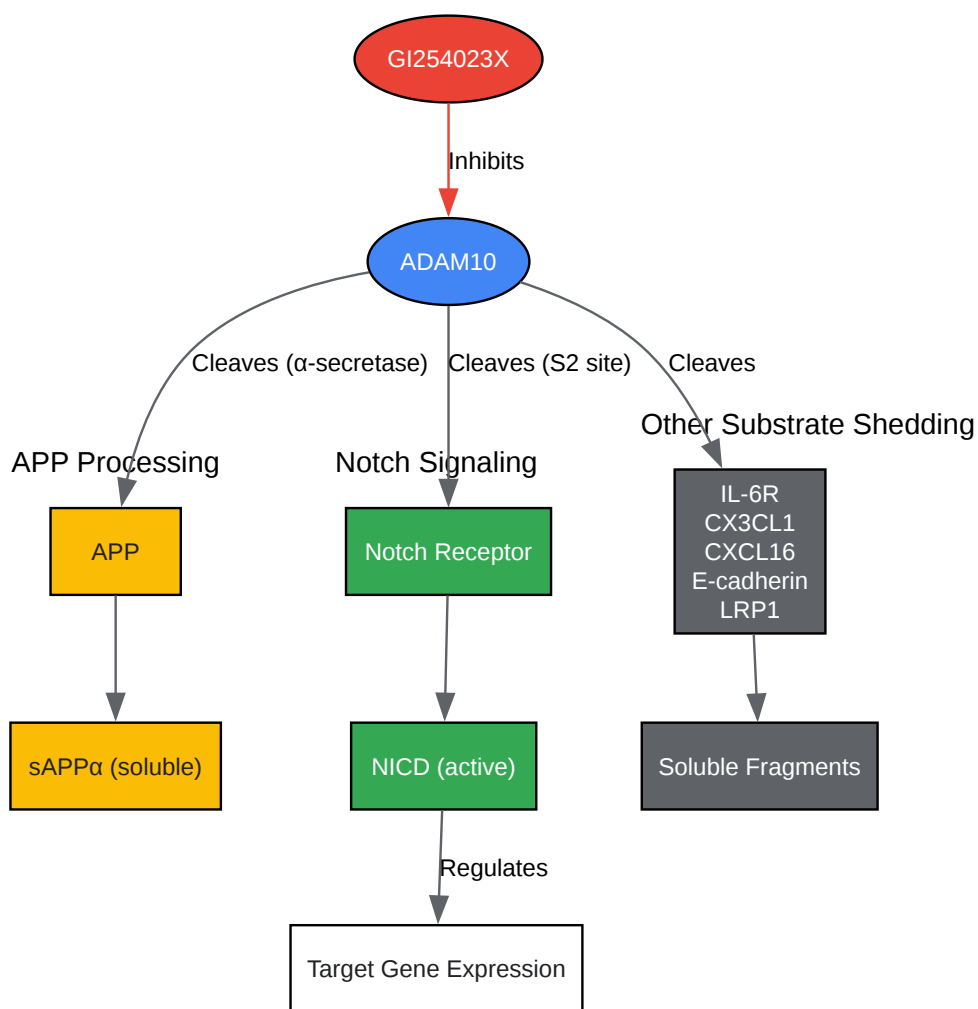 GI254023X
Inhibits
ADAM10
Cleaves (α-secretase)
Cleaves (S2 site)
Cleaves
Other Substrate Shedding
APP Processing
Notch Signaling
IL-6R
CX3CL1
CXCL16
E-cadherin
LRP1
APP
Notch Receptor
sAPPα (soluble)
NICD (active)
Soluble Fragments
Regulates
Target Gene Expression